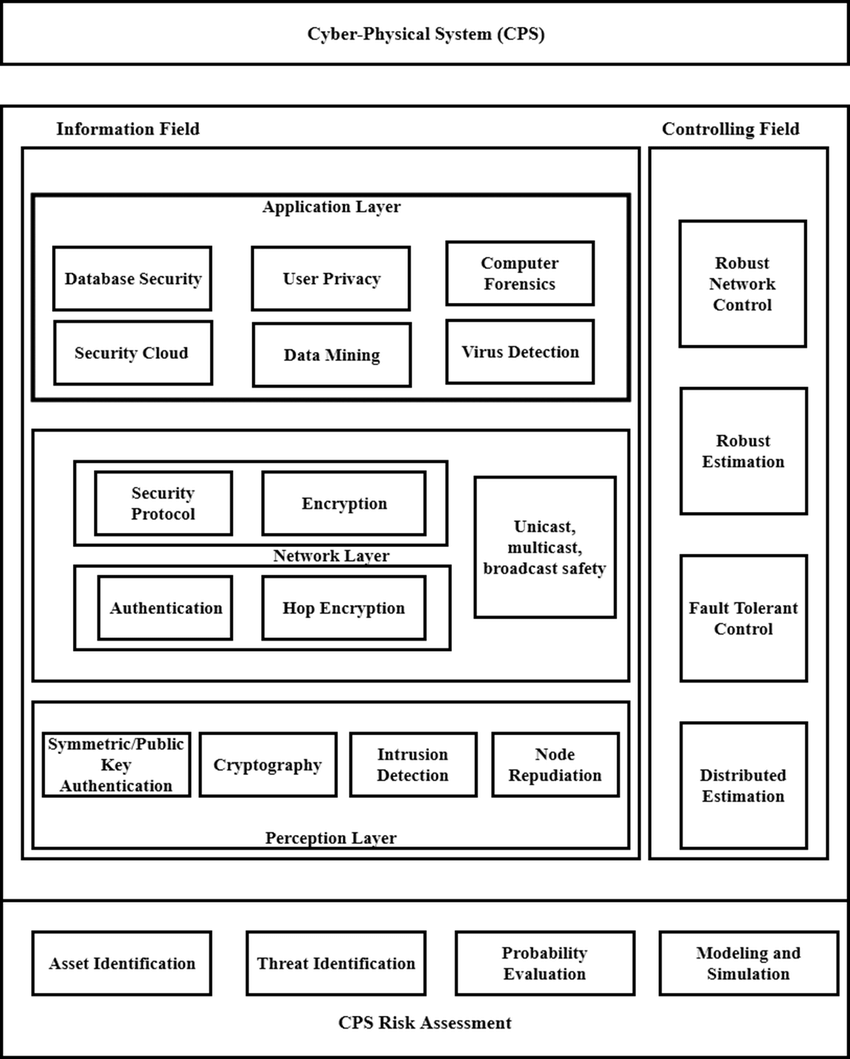 Cyber-Physical System (CPS)
Information Field
Controlling Field
Application Layer
Database Security
User Privacy
Computer
Forensics
Security Cloud
Data Mining
Virus Detection
Security
Protocol
Encryption
Network Layer
Authentication
Hop Encryption
Unicast,
multicast,
broadcast safety
Symmetric/Public
Key
Authentication
Cryptography
Intrusion
Detection
Node
Repudiation
Perception Layer
Robust
Network
Control
Robust
Estimation
Fault Tolerant
Control
Distributed
Estimation
Asset Identification
Threat Identification
Probability
Evaluation
Modeling and
Simulation
CPS Risk Assessment